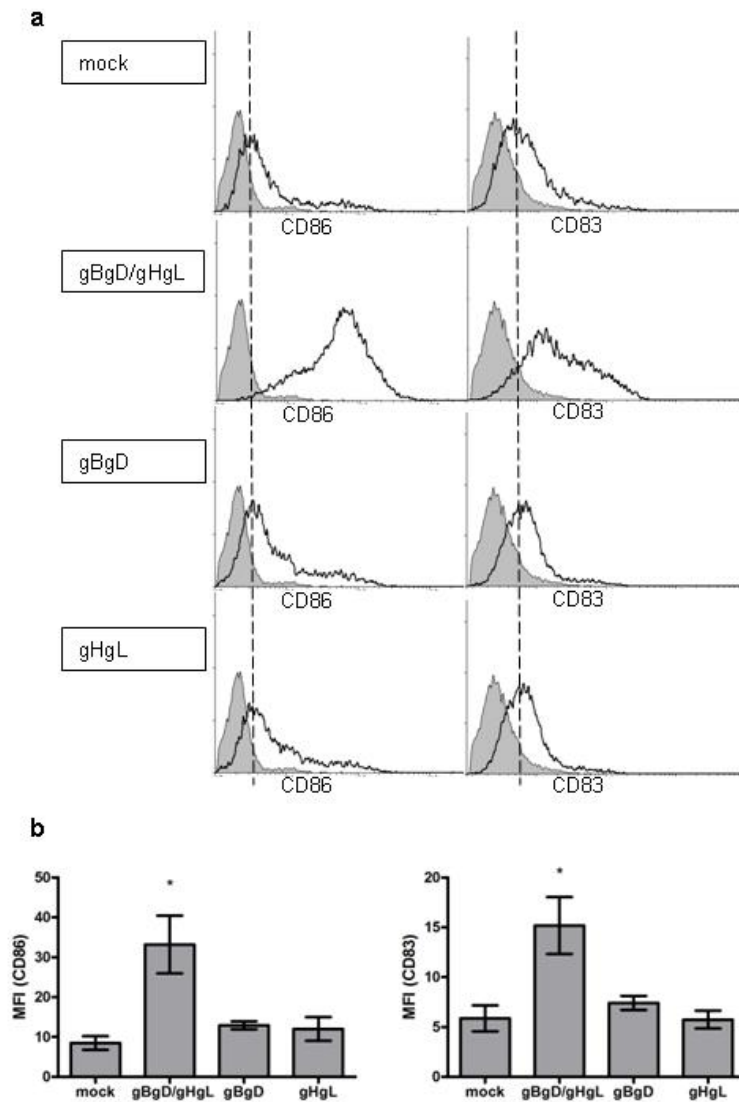 a
mock
CD86 CD83
gBgD/gHgL
CD86 CD83
gBgD
CD86 CD83
gHgL
CD86 CD83
b
50
40
30
20
10
0
MFI (CD86)
*
mock gBgD/gHgL gBgD gHgL
20
15
10
5
0
MFI (CD83)
*
mock gBgD/gHgL gBgD gHgL